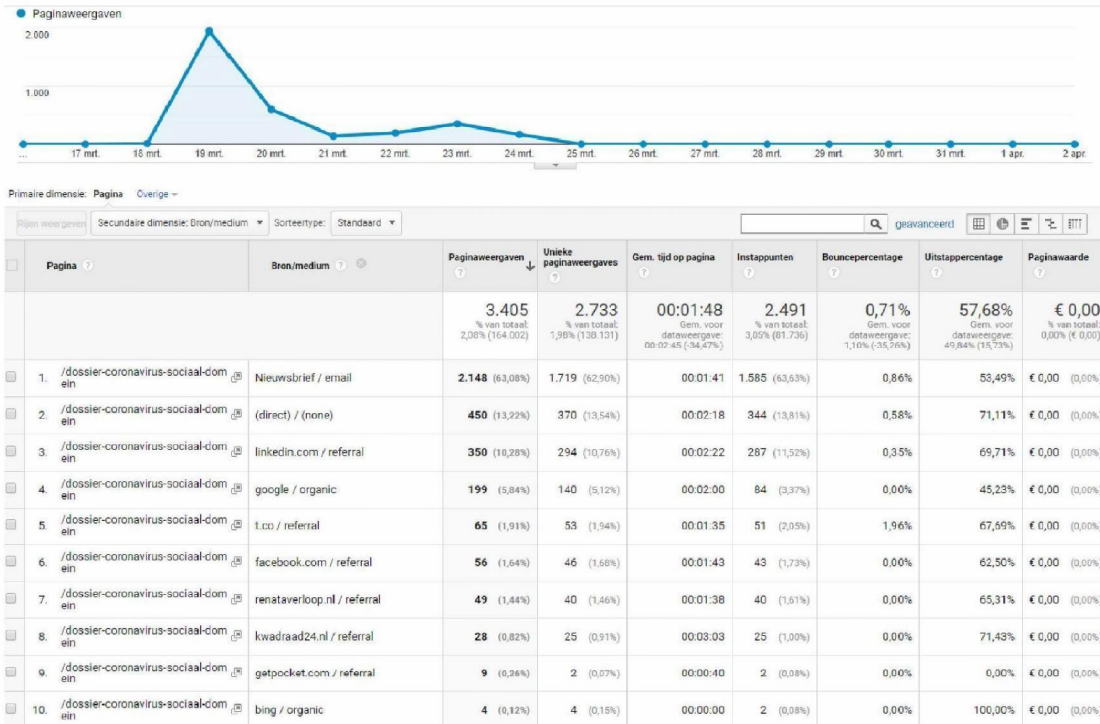 Paginaweergaven
2.000
1.000
... 17 mrt. 18 mrt. 19 mrt. 20 mrt. 21 mrt. 22 mrt. 23 mrt. 24 mrt. 25 mrt. 26 mrt. 27 mrt. 28 mrt. 29 mrt. 30 mrt. 31 mrt. 1 apr. 2 apr.
Primaire dimensie: Pagina Overige
Rijen weergeven Secundaire dimensie: Bron/medium Sorteertype: Standaard geavanceerd
Pagina ? Bron/medium ? Paginaweergaven ? Unieke paginaweergaves ? Gem. tijd op pagina ? Instappunten ? Bouncepercentage ? Uitstappercentage ? Paginawaarde ?
3.405 2.733 00:01:48 2.491 0,71% 57,68% € 0,00
% van totaal: % van totaal: Gem. voor % van totaal: Gem. voor Gem. voor % van totaal:
2,08% (164.002) 1,98% (138.131) dataweergave: 3,05% (81.736) dataweergave: dataweergave: 0,00% (€ 0,00)
00:02:45 (-34,47%) 1,10% (-35,26%) 49,84% (15,73%)
1. /dossier-coronavirus-sociaal-dom Nieuwsbrief / email 2.148 (63,08%) 1.719 (62,90%) 00:01:41 1.585 (63,63%) 0,86% 53,49% € 0,00 (0,00%
ein
2. /dossier-coronavirus-sociaal-dom (direct) / (none) 450 (13,22%) 370 (13,54%) 00:02:18 344 (13,81%) 0,58% 71,11% € 0,00 (0,00%
ein
3. /dossier-coronavirus-sociaal-dom linkedin.com / referral 350 (10,28%) 294 (10,76%) 00:02:22 287 (11,52%) 0,35% 69,71% € 0,00 (0,00%
ein
4. /dossier-coronavirus-sociaal-dom google / organic 199 (5,84%) 140 (5,12%) 00:02:00 84 (3,37%) 0,00% 45,23% € 0,00 (0,00%
ein
5. /dossier-coronavirus-sociaal-dom t.co / referral 65 (1,91%) 53 (1,94%) 00:01:35 51 (2,05%) 1,96% 67,69% € 0,00 (0,00%
ein
6. /dossier-coronavirus-sociaal-dom facebook.com / referral 56 (1,64%) 46 (1,68%) 00:01:43 43 (1,73%) 0,00% 62,50% € 0,00 (0,00%
ein
7. /dossier-coronavirus-sociaal-dom renataverloop.nl / referral 49 (1,44%) 40 (1,46%) 00:01:38 40 (1,61%) 0,00% 65,31% € 0,00 (0,00%
ein
8. /dossier-coronavirus-sociaal-dom kwadraad24.nl / referral 28 (0,82%) 25 (0,91%) 00:03:03 25 (1,00%) 0,00% 71,43% € 0,00 (0,00%
ein
9. /dossier-coronavirus-sociaal-dom getpocket.com / referral 9 (0,26%) 2 (0,07%) 00:00:40 2 (0,08%) 0,00% 0,00% € 0,00 (0,00%
ein
10. /dossier-coronavirus-sociaal-dom bing / organic 4 (0,12%) 4 (0,15%) 00:00:00 2 (0,08%) 0,00% 100,00% € 0,00 (0,00%
ein